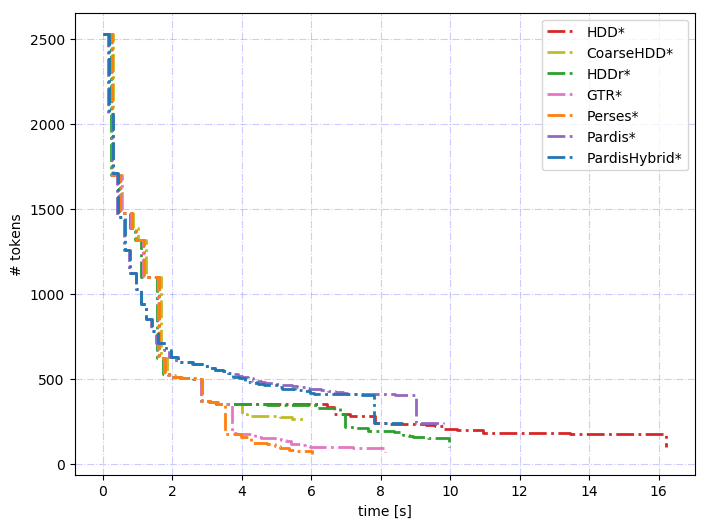 HDD*
CoarseHDD*
HDDr*
GTR*
Perses*
Pardis*
PardisHybrid*
# tokens
2500
2000
1500
1000
500
0
0 2 4 6 8 10 12 14 16
time [s]